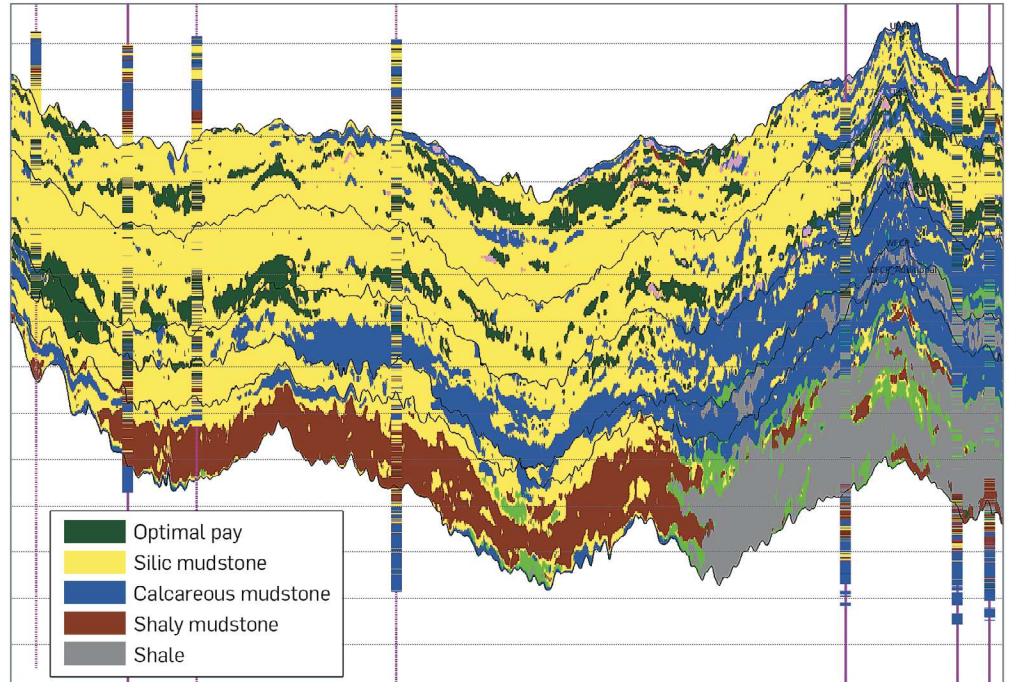 Optimal pay
Silic mudstone
Calcareous mudstone
Shaly mudstone
Shale